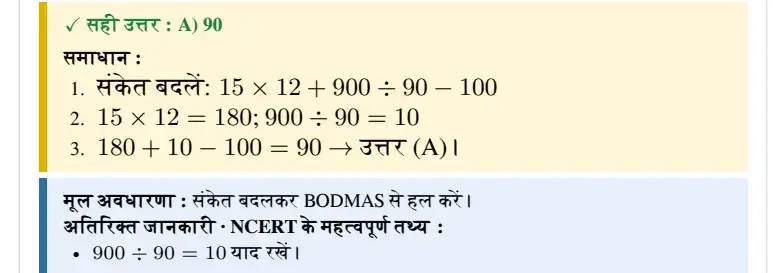 ✓ सही उत्तर : A) 90
समाधान :
1. संकेत बदलें: 15 × 12 + 900 ÷ 90 − 100
2. 15 × 12 = 180; 900 ÷ 90 = 10
3. 180 + 10 − 100 = 90 → उत्तर (A)।
मूल अवधारणा : संकेत बदलकर BODMAS से हल करें।
अतिरिक्त जानकारी · NCERT के महत्वपूर्ण तथ्य :
• 900 ÷ 90 = 10 याद रखें।